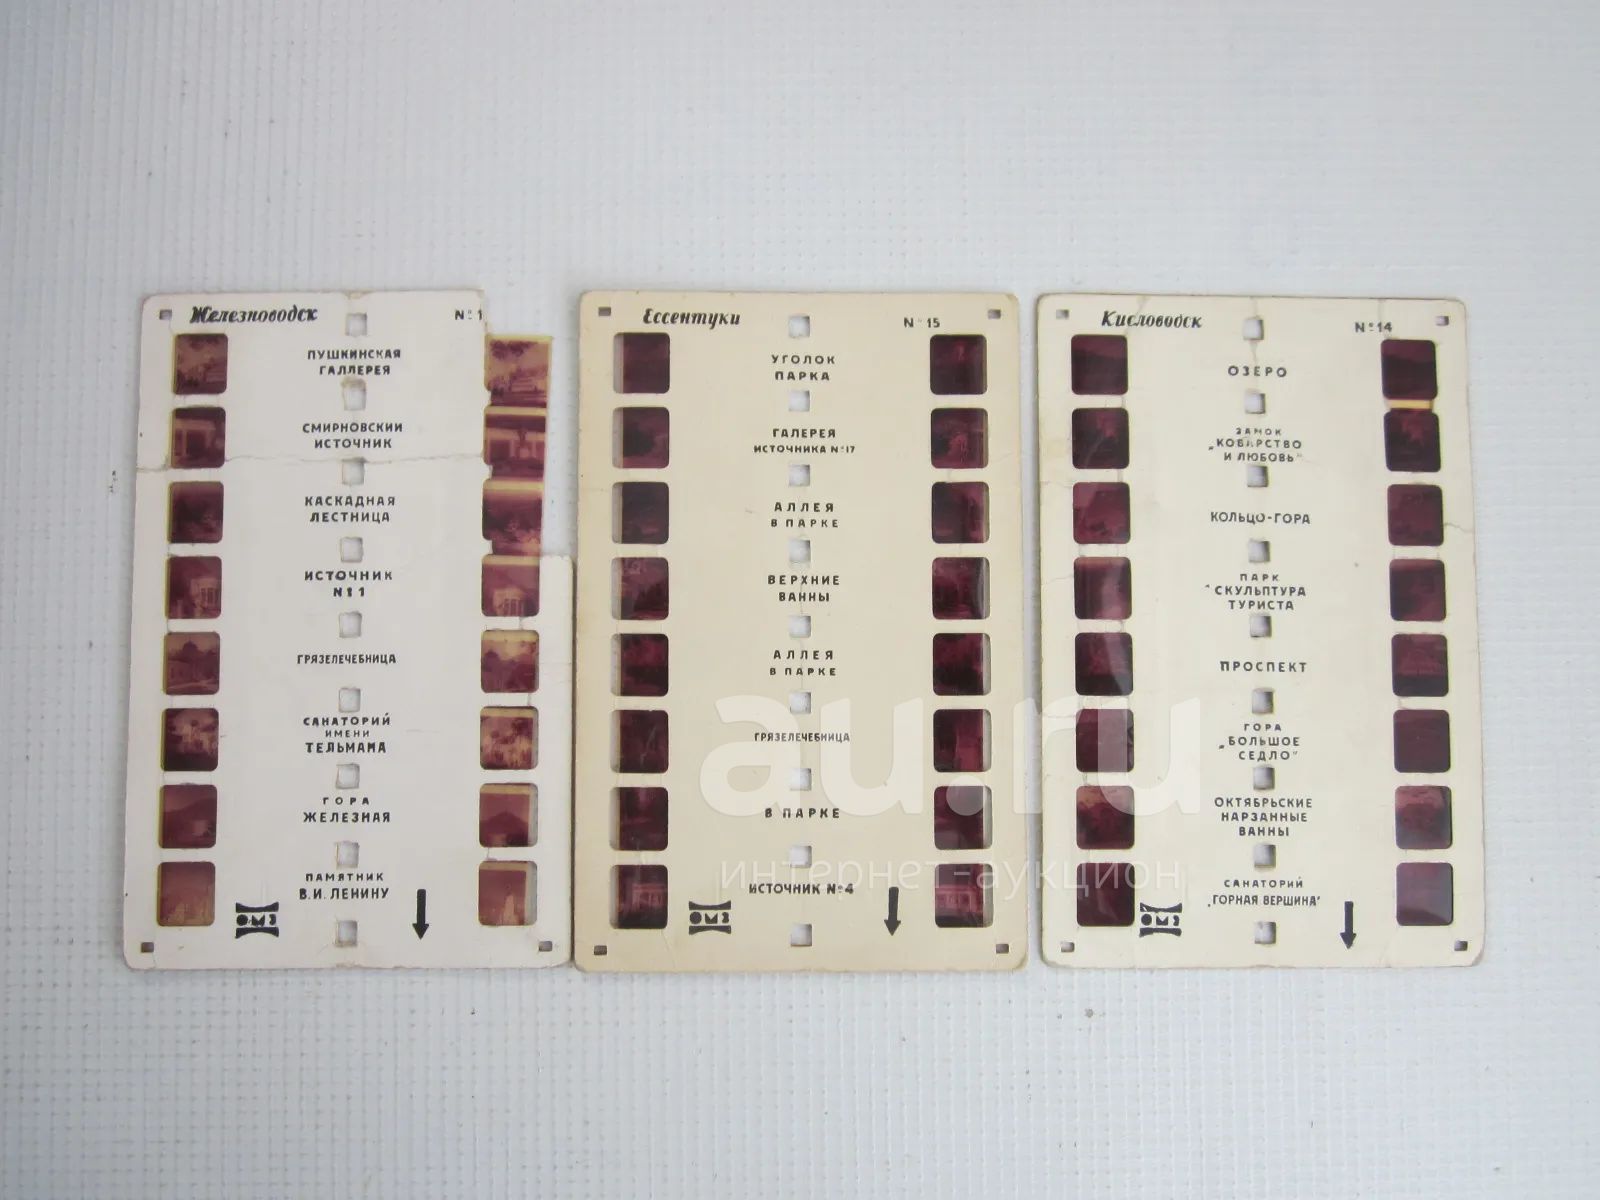 Железноводск
№ 1
ПУШКИНСКАЯ
ГАЛЛЕРЕЯ
СМИРНОВСКИЙ
ИСТОЧНИК
КАСКАДНАЯ
ЛЕСТНИЦА
ИСТОЧНИК
№ 1
ГРЯЗЕЛЕЧЕБНИЦА
САНАТОРИЙ
ИМЕНИ
ТЕЛЬМАНА
ГОРА
ЖЕЛЕЗНАЯ
ПАМЯТНИК
В.И. ЛЕНИНУ
ОМЗ
Ессентуки
№ 15
УГОЛОК
ПАРКА
ГАЛЕРЕЯ
ИСТОЧНИКА № 17
АЛЛЕЯ
В ПАРКЕ
ВЕРХНИЕ
ВАННЫ
АЛЛЕЯ
В ПАРКЕ
ГРЯЗЕЛЕЧЕБНИЦА
В ПАРКЕ
ИСТОЧНИК № 4
ОМЗ
Кисловодск
№ 14
ОЗЕРО
ЗАМОК
„КОВАРСТВО
И ЛЮБОВЬ"
КОЛЬЦО-ГОРА
ПАРК
"СКУЛЬПТУРА
ТУРИСТА
ПРОСПЕКТ
ГОРА
„БОЛЬШОЕ
СЕДЛО"
ОКТЯБРЬСКИЕ
НАРЗАННЫЕ
ВАННЫ
САНАТОРИЙ
„ГОРНАЯ ВЕРШИНА"
ОМЗ
au.ru
интернет-аукцион